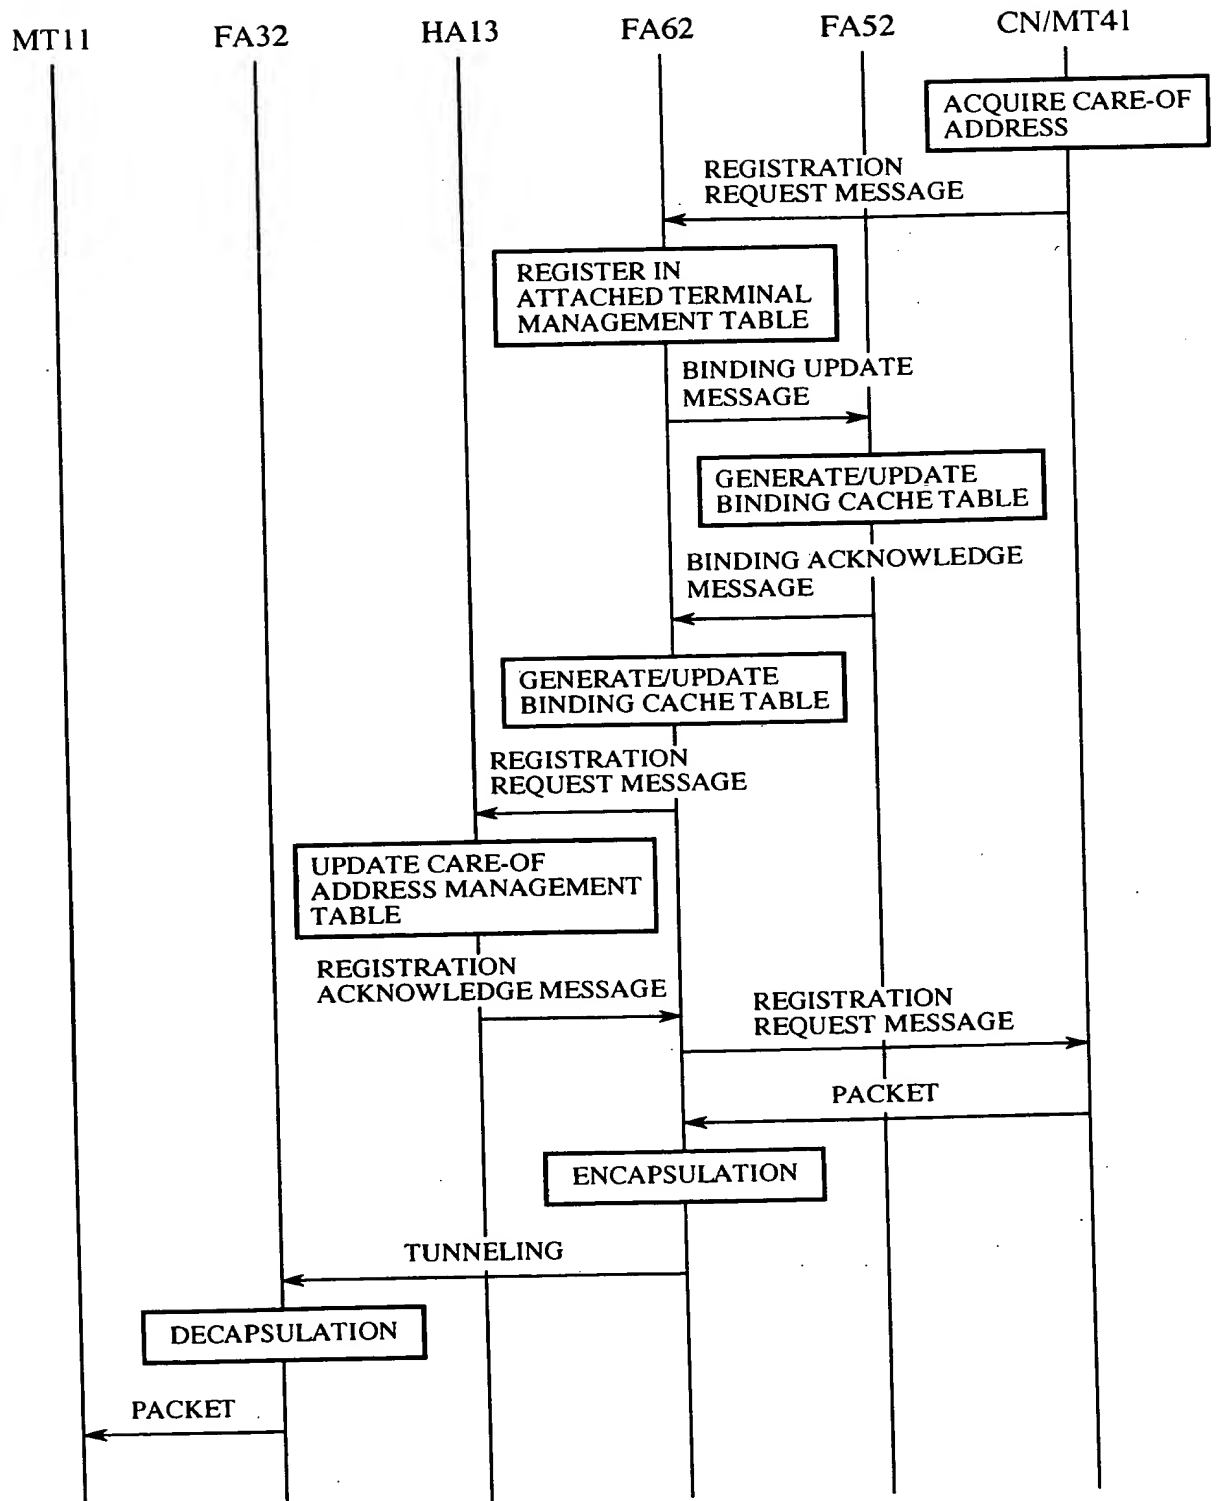 MT11 FA32 HA13 FA62 FA52 CN/MT41
ACQUIRE CARE-OF
ADDRESS
REGISTRATION
REQUEST MESSAGE
REGISTER IN
ATTACHED TERMINAL
MANAGEMENT TABLE
BINDING UPDATE
MESSAGE
GENERATE/UPDATE
BINDING CACHE TABLE
BINDING ACKNOWLEDGE
MESSAGE
GENERATE/UPDATE
BINDING CACHE TABLE
REGISTRATION
REQUEST MESSAGE
UPDATE CARE-OF
ADDRESS MANAGEMENT
TABLE
REGISTRATION
ACKNOWLEDGE MESSAGE
REGISTRATION
REQUEST MESSAGE
PACKET
ENCAPSULATION
TUNNELING
DECAPSULATION
PACKET